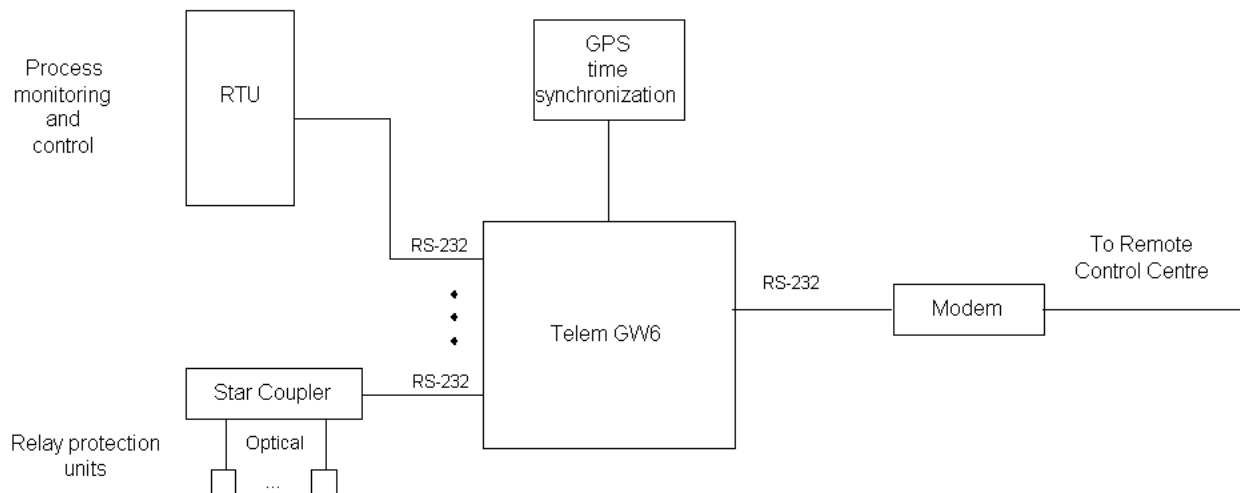 Process
monitoring
and
control
RTU
GPS
time
synchronization
RS-232
Telem GW6
RS-232
Modem
To Remote
Control Centre
Star Coupler
RS-232
Relay protection
units
Optical
...